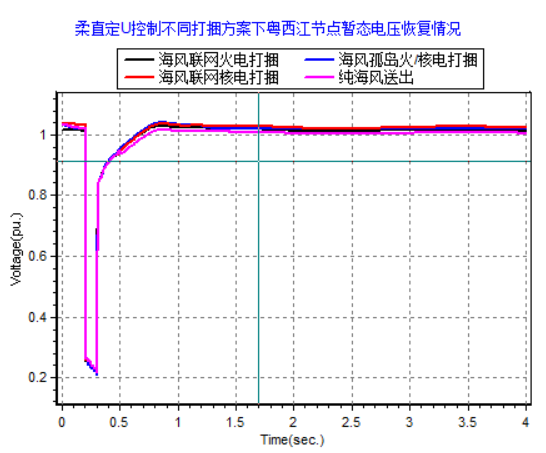 柔直定U控制不同打捆方案下粤西江节点暂态电压恢复情况
海风联网火电打捆 海风孤岛火/核电打捆
海风联网核电打捆 纯海风送出
1
0.8
0.6
0.4
0.2
Voltage(pu.)
0 0.5 1 1.5 2 2.5 3 3.5 4
Time(sec.)